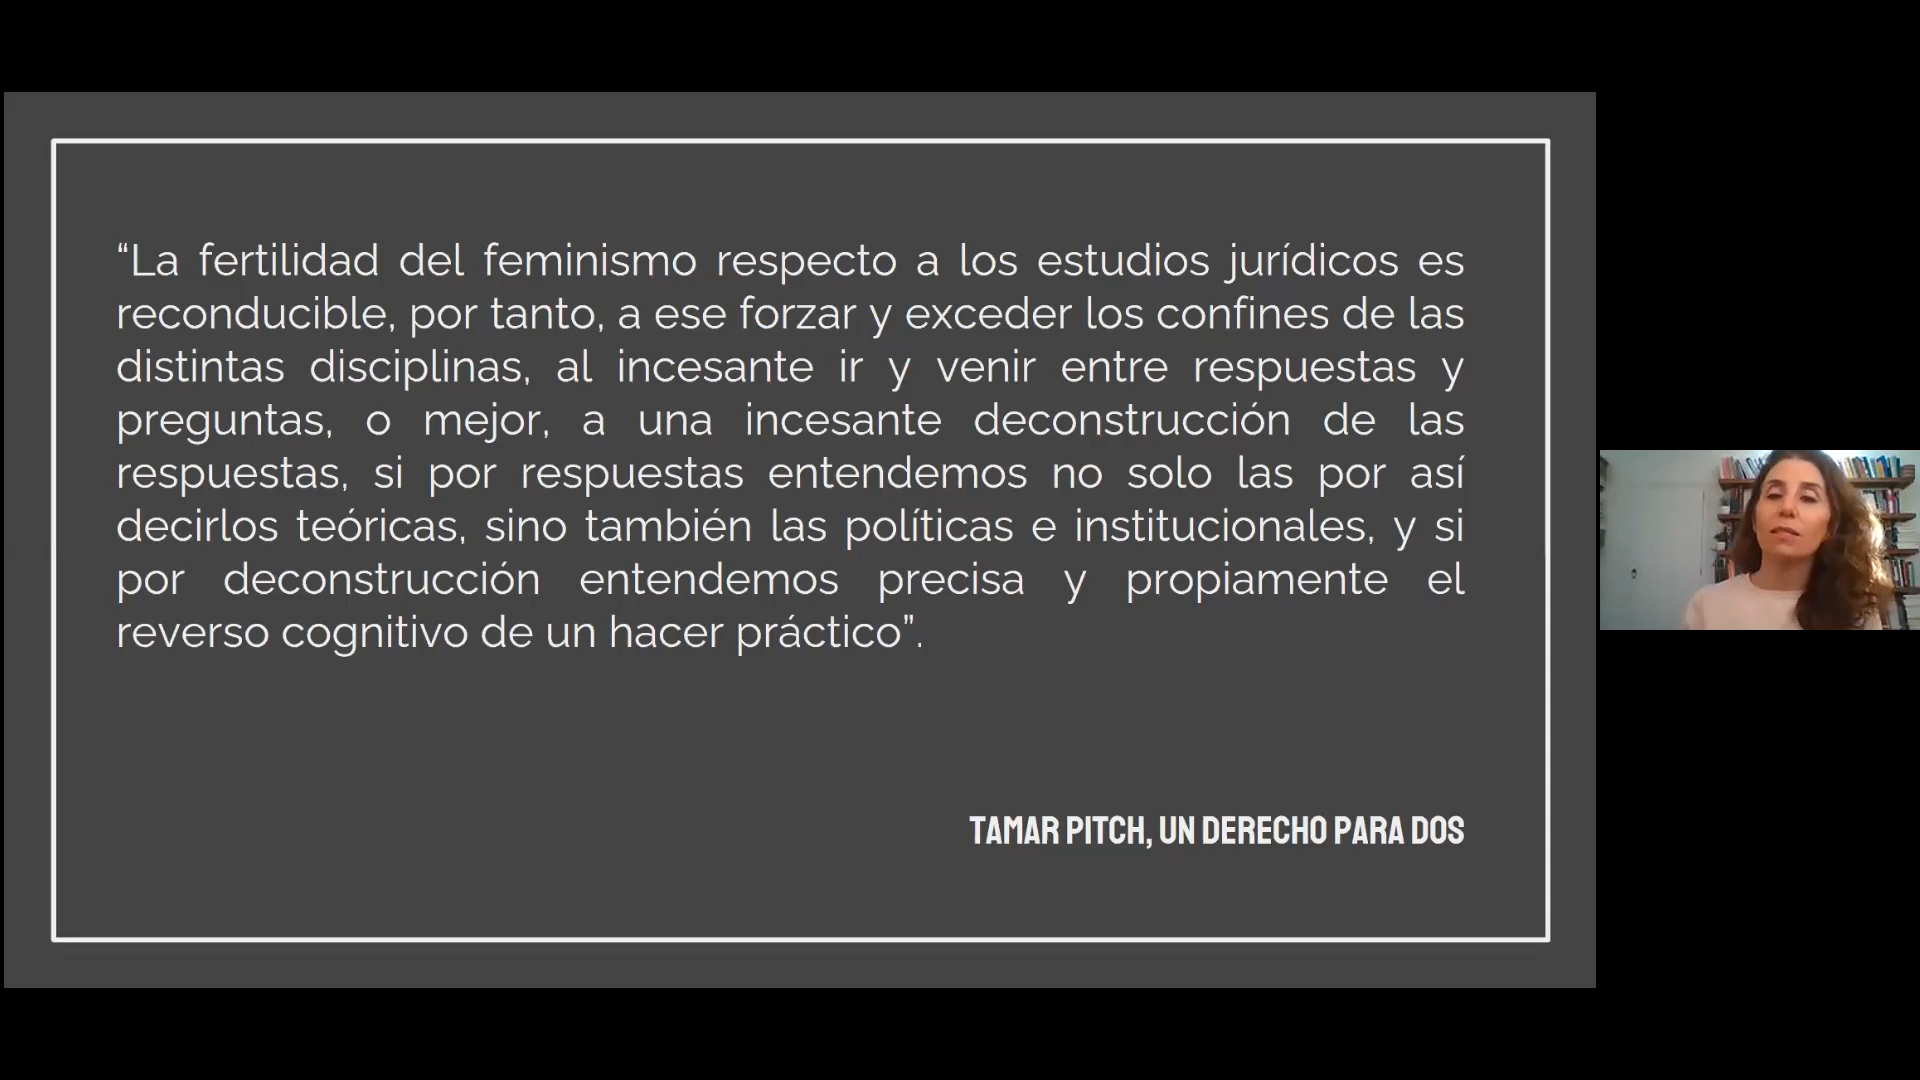 “La fertilidad del feminismo respecto a los estudios jurídicos es
reconducible, por tanto, a ese forzar y exceder los confines de las
distintas disciplinas, al incesante ir y venir entre respuestas y
preguntas, o mejor, a una incesante deconstrucción de las
respuestas, si por respuestas entendemos no solo las por así
decirlos teóricas, sino también las políticas e institucionales, y si
por deconstrucción entendemos precisa y propiamente el
reverso cognitivo de un hacer práctico”.
TAMAR PITCH, UN DERECHO PARA DOS